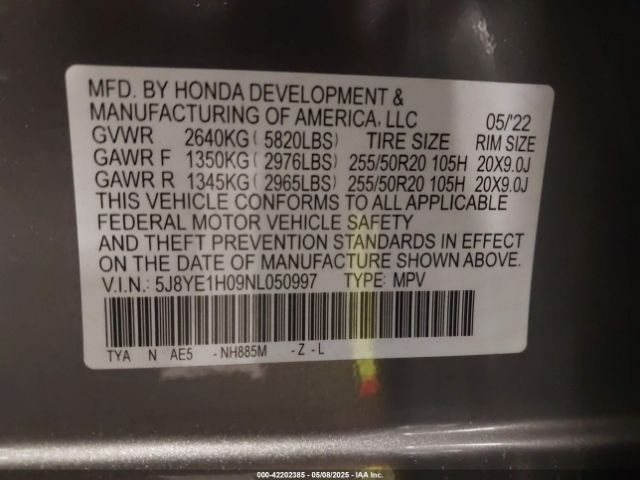 MFD. BY HONDA DEVELOPMENT &
MANUFACTURING OF AMERICA, LLC 05/'22
GVWR 2640KG ( 5820LBS) TIRE SIZE RIM SIZE
GAWR F 1350KG ( 2976LBS) 255/50R20 105H 20X9.0J
GAWR R 1345KG ( 2965LBS) 255/50R20 105H 20X9.0J
THIS VEHICLE CONFORMS TO ALL APPLICABLE
FEDERAL MOTOR VEHICLE SAFETY
AND THEFT PREVENTION STANDARDS IN EFFECT
ON THE DATE OF MANUFACTURE SHOWN ABOVE.
V.I.N.: 5J8YE1H09NL050997 TYPE: MPV
TYA N AE5 - NH885M - Z - L
000-42202385 - 05/08/2025 - IAA Inc.